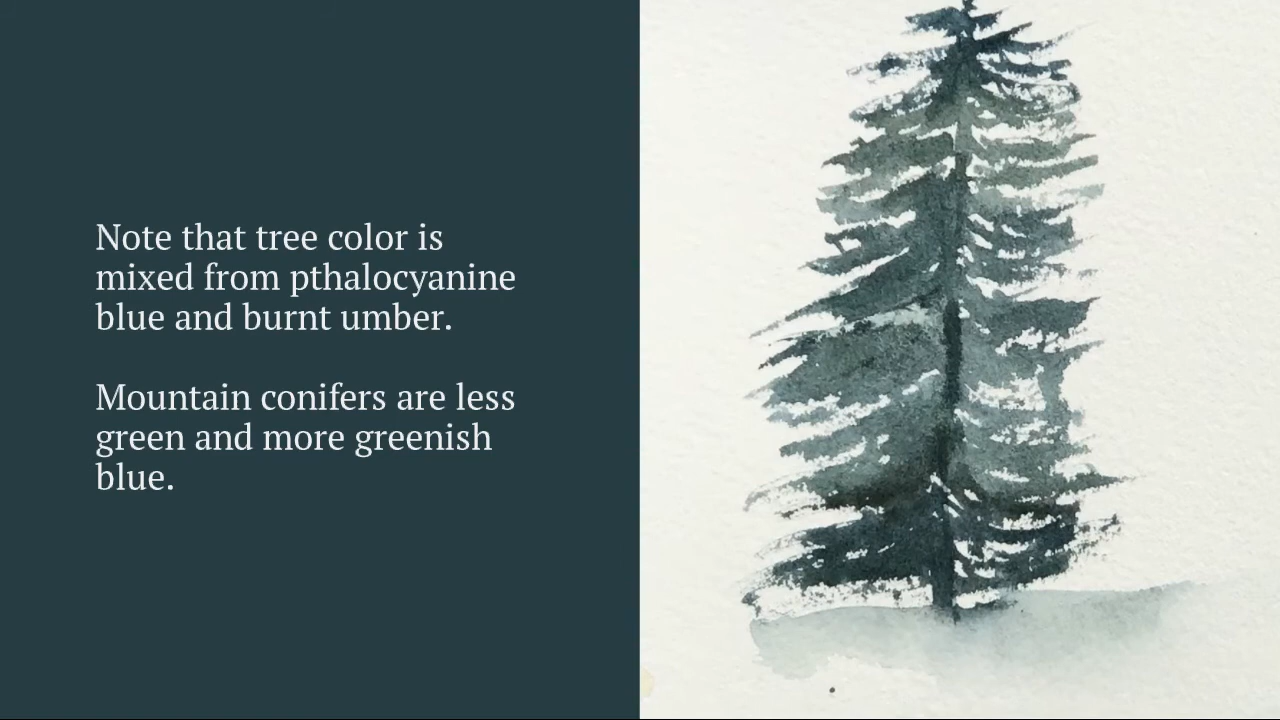 Note that tree color is
mixed from pthalocyanine
blue and burnt umber.
Mountain conifers are less
green and more greenish
blue.